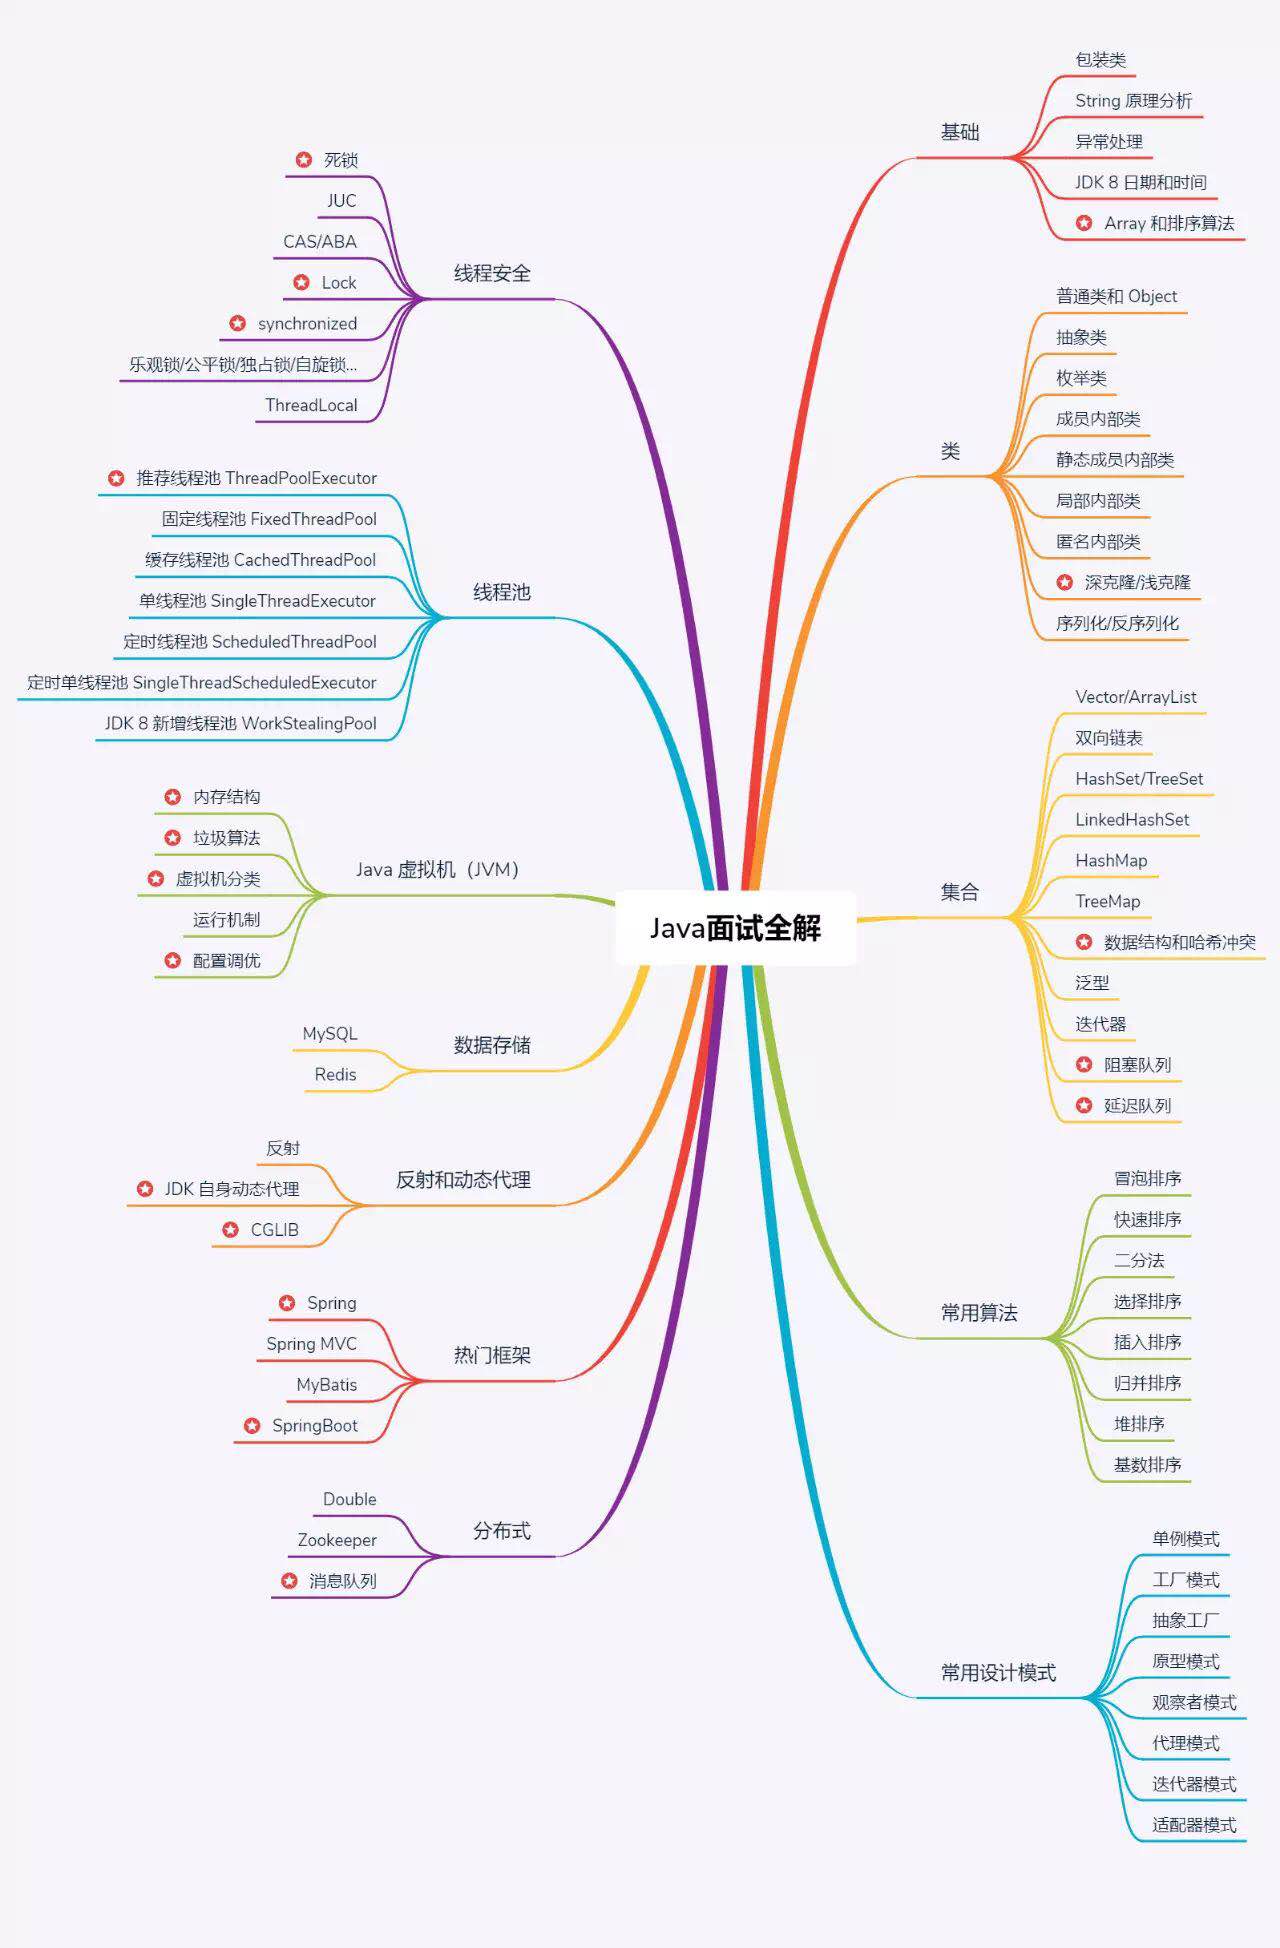 Java面试全解
基础
包装类
String 原理分析
异常处理
JDK 8 日期和时间
Array 和排序算法
类
普通类和 Object
抽象类
枚举类
成员内部类
静态成员内部类
局部内部类
匿名内部类
深克隆/浅克隆
序列化/反序列化
集合
Vector/ArrayList
双向链表
HashSet/TreeSet
LinkedHashSet
HashMap
TreeMap
数据结构和哈希冲突
泛型
迭代器
阻塞队列
延迟队列
常用算法
冒泡排序
快速排序
二分法
选择排序
插入排序
归并排序
堆排序
基数排序
常用设计模式
单例模式
工厂模式
抽象工厂
原型模式
观察者模式
代理模式
迭代器模式
适配器模式
线程安全
死锁
JUC
CAS/ABA
Lock
synchronized
乐观锁/公平锁/独占锁/自旋锁...
ThreadLocal
线程池
推荐线程池 ThreadPoolExecutor
固定线程池 FixedThreadPool
缓存线程池 CachedThreadPool
单线程池 SingleThreadExecutor
定时线程池 ScheduledThreadPool
定时单线程池 SingleThreadScheduledExecutor
JDK 8 新增线程池 WorkStealingPool
Java 虚拟机（JVM）
内存结构
垃圾算法
虚拟机分类
运行机制
配置调优
数据存储
MySQL
Redis
反射和动态代理
反射
JDK 自身动态代理
CGLIB
热门框架
Spring
Spring MVC
MyBatis
SpringBoot
分布式
Double
Zookeeper
消息队列